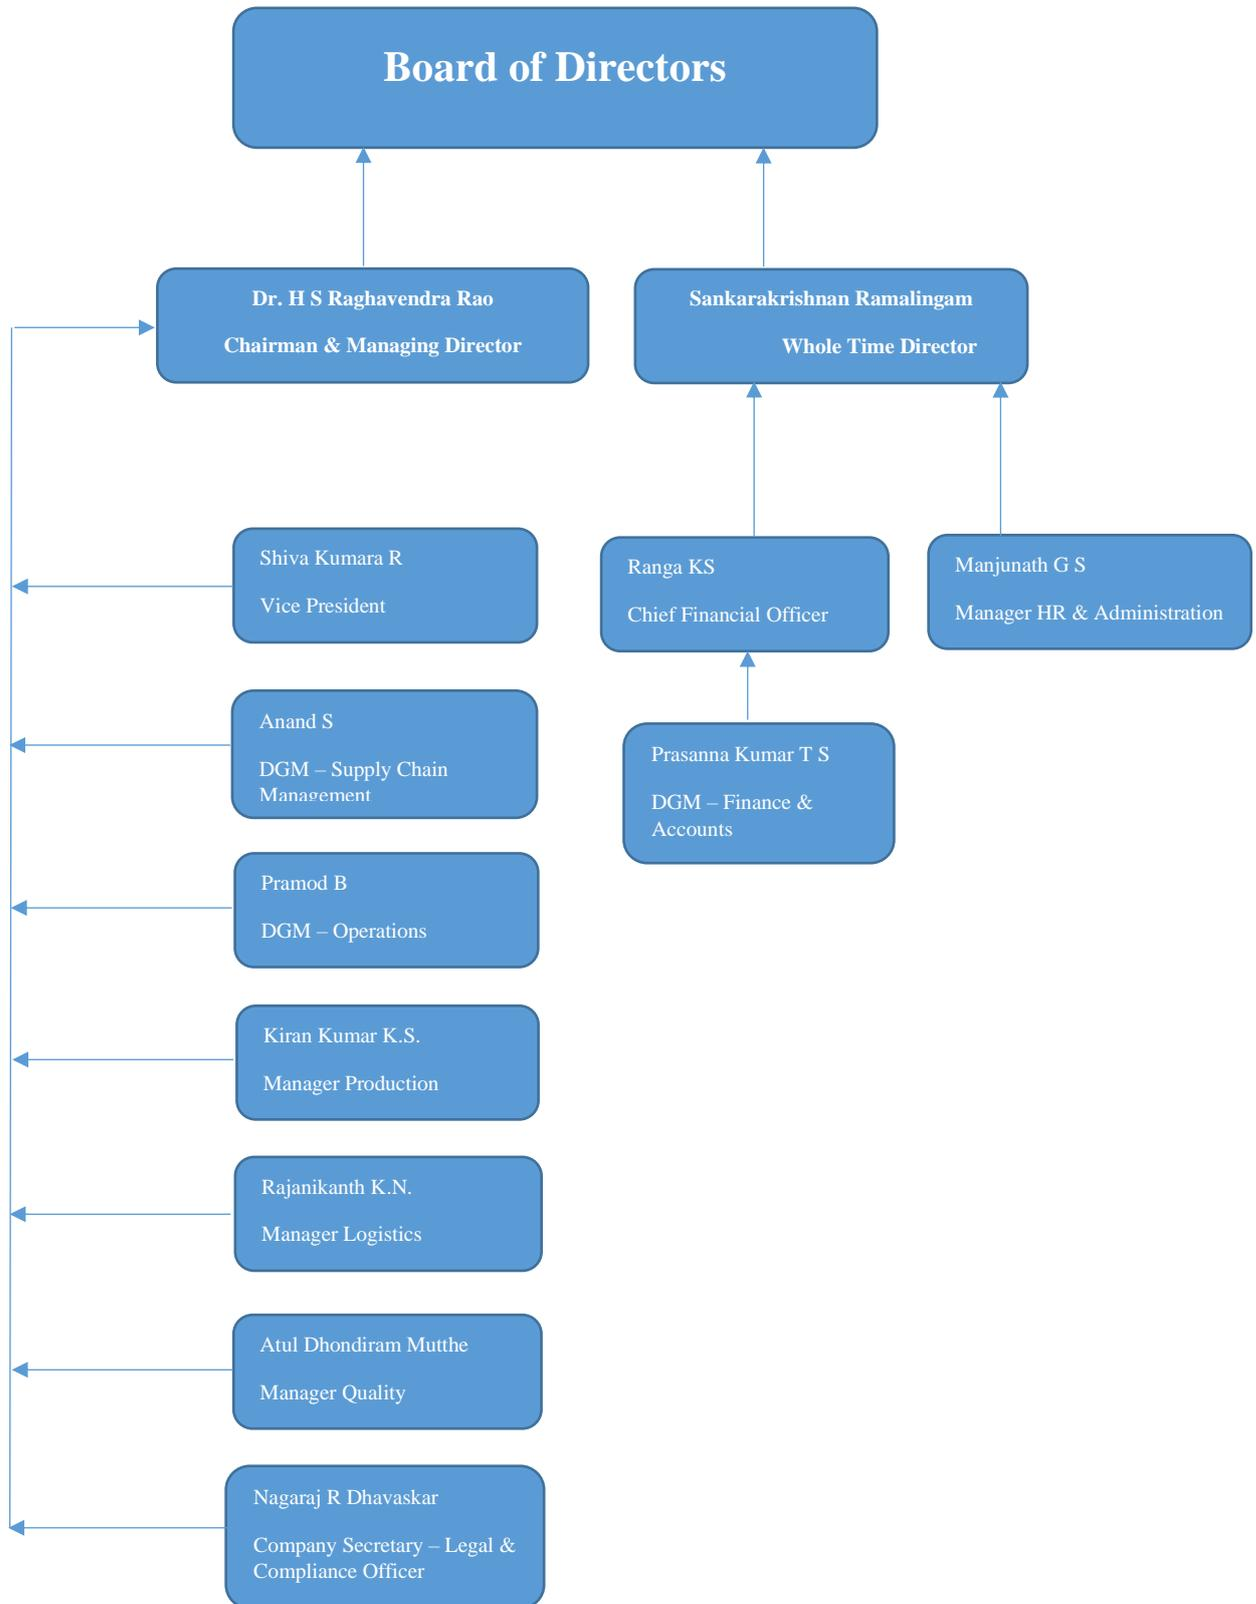 Board of Directors
Dr. H S Raghavendra Rao
Chairman & Managing Director
Sankarakrishnan Ramalingam
Whole Time Director
Shiva Kumara R
Vice President
Ranga KS
Chief Financial Officer
Manjunath G S
Manager HR & Administration
Anand S
DGM – Supply Chain
Management
Prasanna Kumar T S
DGM – Finance &
Accounts
Pramod B
DGM – Operations
Kiran Kumar K.S.
Manager Production
Rajanikanth K.N.
Manager Logistics
Atul Dhondiram Mutthe
Manager Quality
Nagaraj R Dhavaskar
Company Secretary – Legal &
Compliance Officer